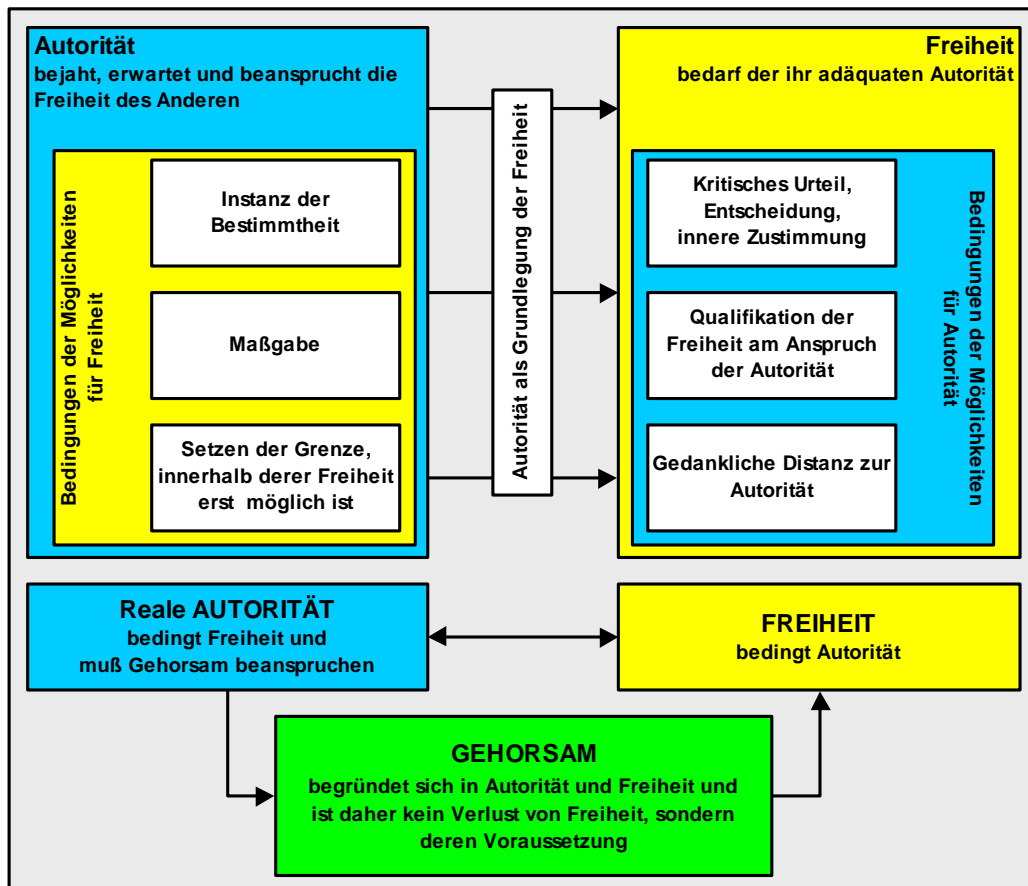 Autorität
bejaht, erwartet und beansprucht die
Freiheit des Anderen
Bedingungen der Möglichkeiten
für Freiheit
Instanz der
Bestimmtheit
Maßgabe
Setzen der Grenze,
innerhalb derer Freiheit
erst möglich ist
Autorität als Grundlegung der Freiheit
Freiheit
bedarf der ihr adäquaten Autorität
Kritisches Urteil,
Entscheidung,
innere Zustimmung
Qualifikation der
Freiheit am Anspruch
der Autorität
Gedankliche Distanz zur
Autorität
Bedingungen der Möglichkeiten
für Autorität
Reale AUTORITÄT
bedingt Freiheit und
muß Gehorsam beanspruchen
FREIHEIT
bedingt Autorität
GEHORSAM
begründet sich in Autorität und Freiheit und
ist daher kein Verlust von Freiheit, sondern
deren Voraussetzung